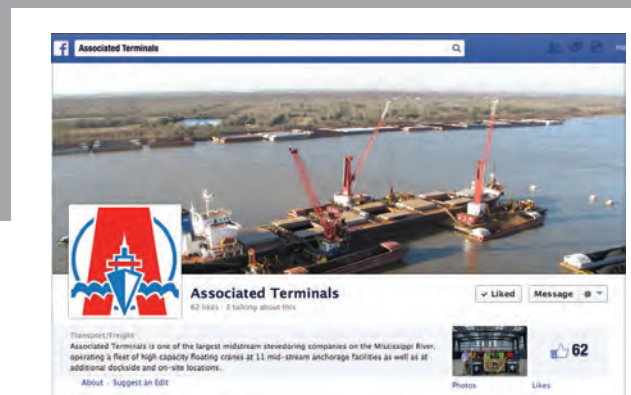 f Associated Terminals
Associated Terminals
62 likes · 3 talking about this
Liked
Message
Transport/Freight
Associated Terminals is one of the largest midstream stevedoring companies on the Mississippi River,
operating a fleet of high capacity floating cranes at 11 mid-stream anchorage facilities as well as at
additional dockside and on-site locations.
About · Suggest an Edit
62
Photos
Likes